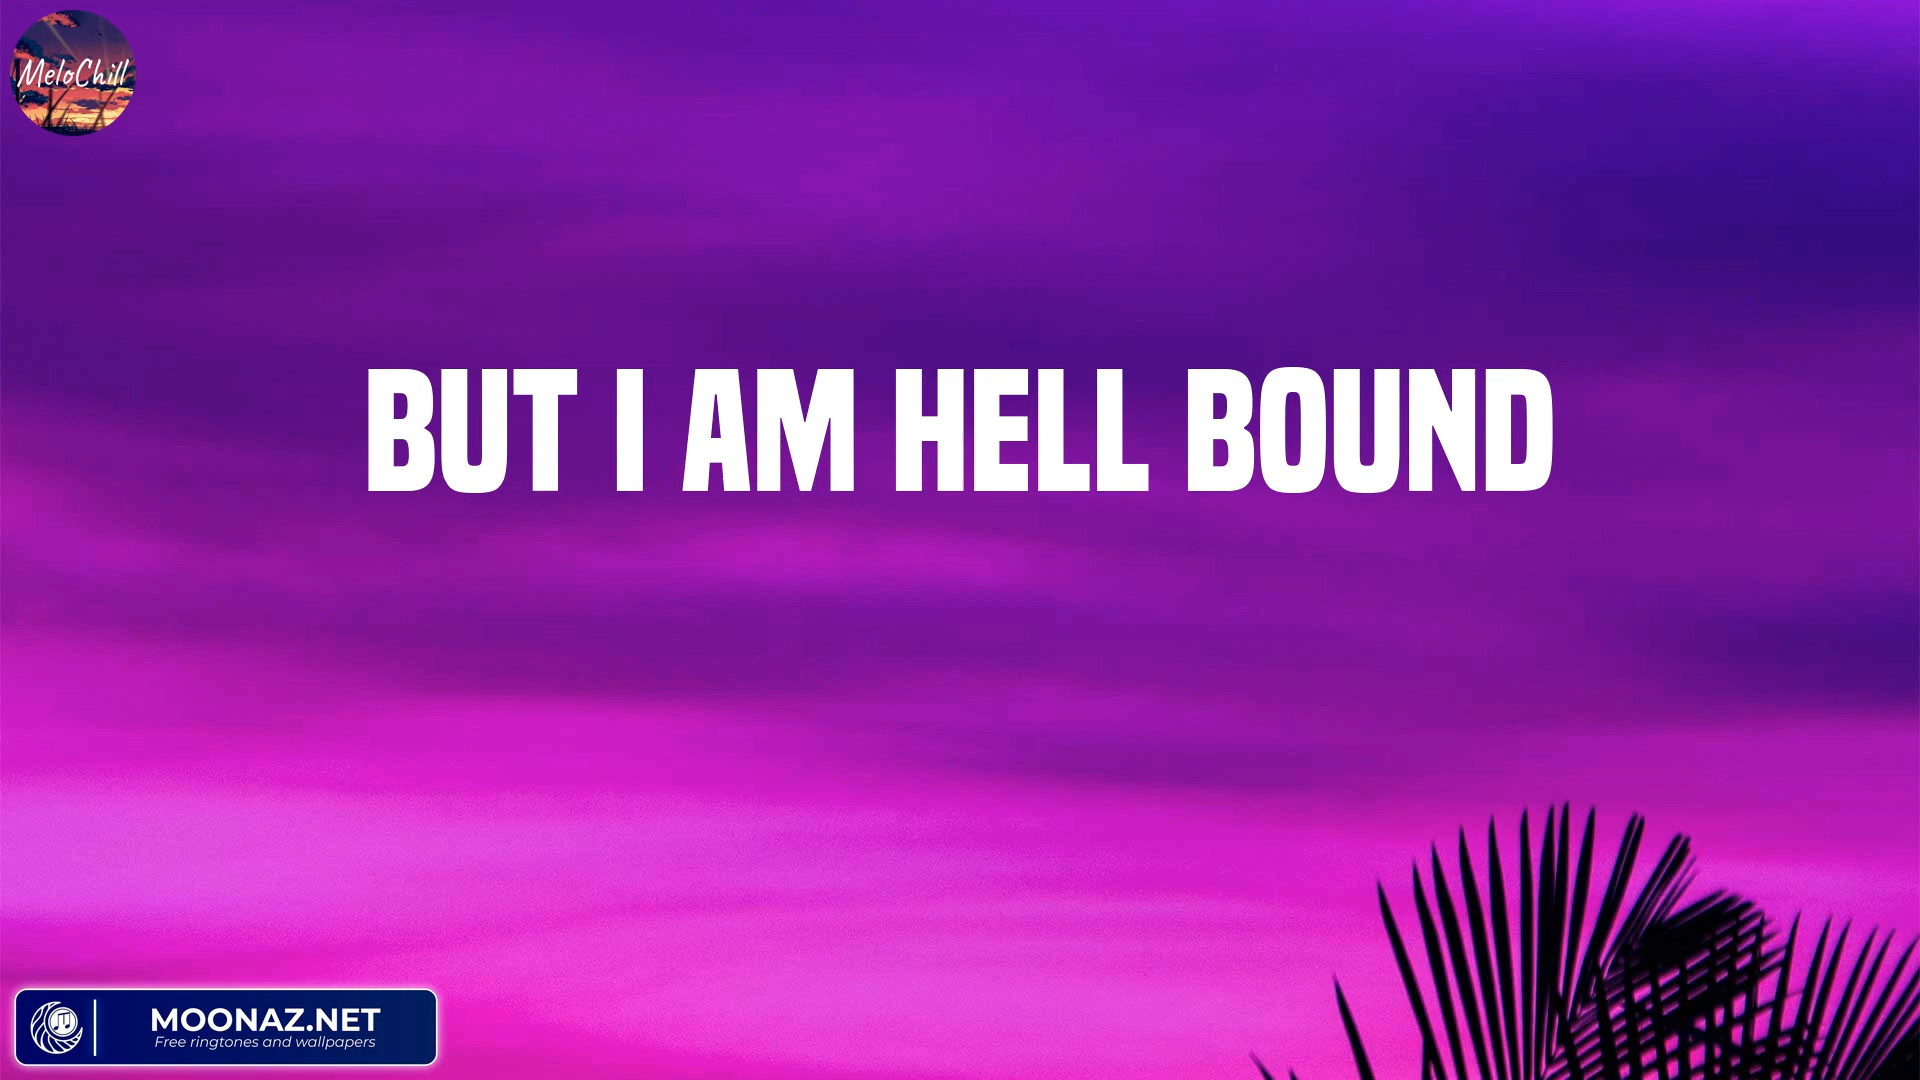 MeloChill
BUT I AM HELL BOUND
MOONAZ.NET
Free ringtones and wallpapers